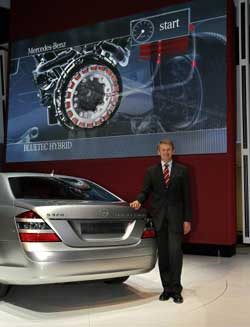 start
Mercedes-Benz
BLUETEC HYBRID